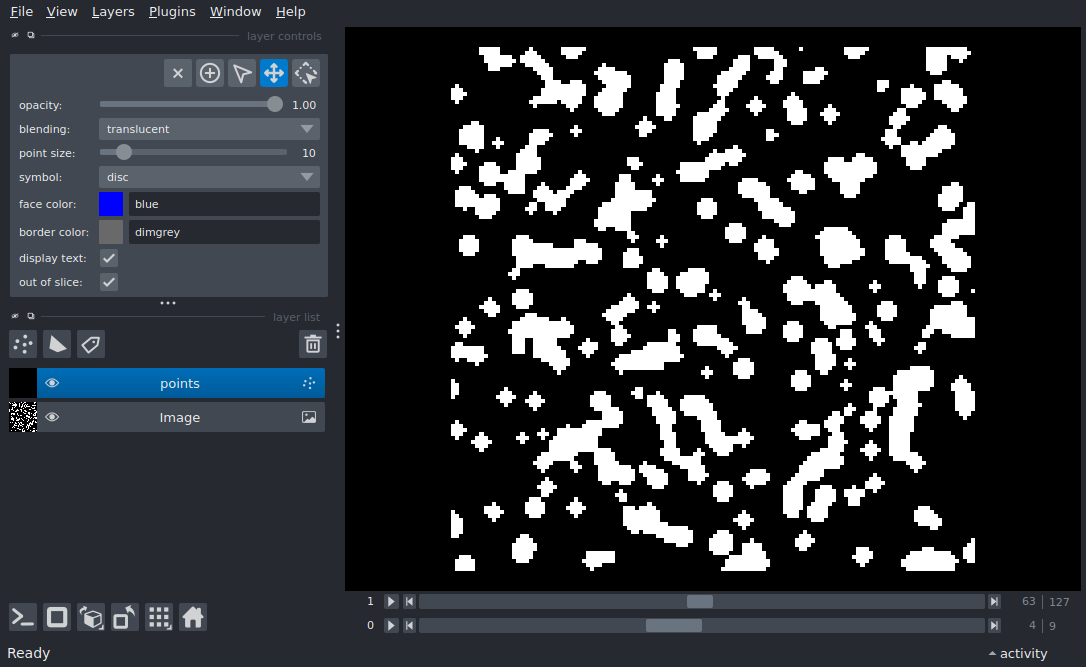 File View Layers Plugins Window Help
layer controls
opacity: 1.00
blending: translucent
point size: 10
symbol: disc
face color: blue
border color: dimgrey
display text:
out of slice:
layer list
points
Image
1 63 | 127
0 4 | 9
Ready activity